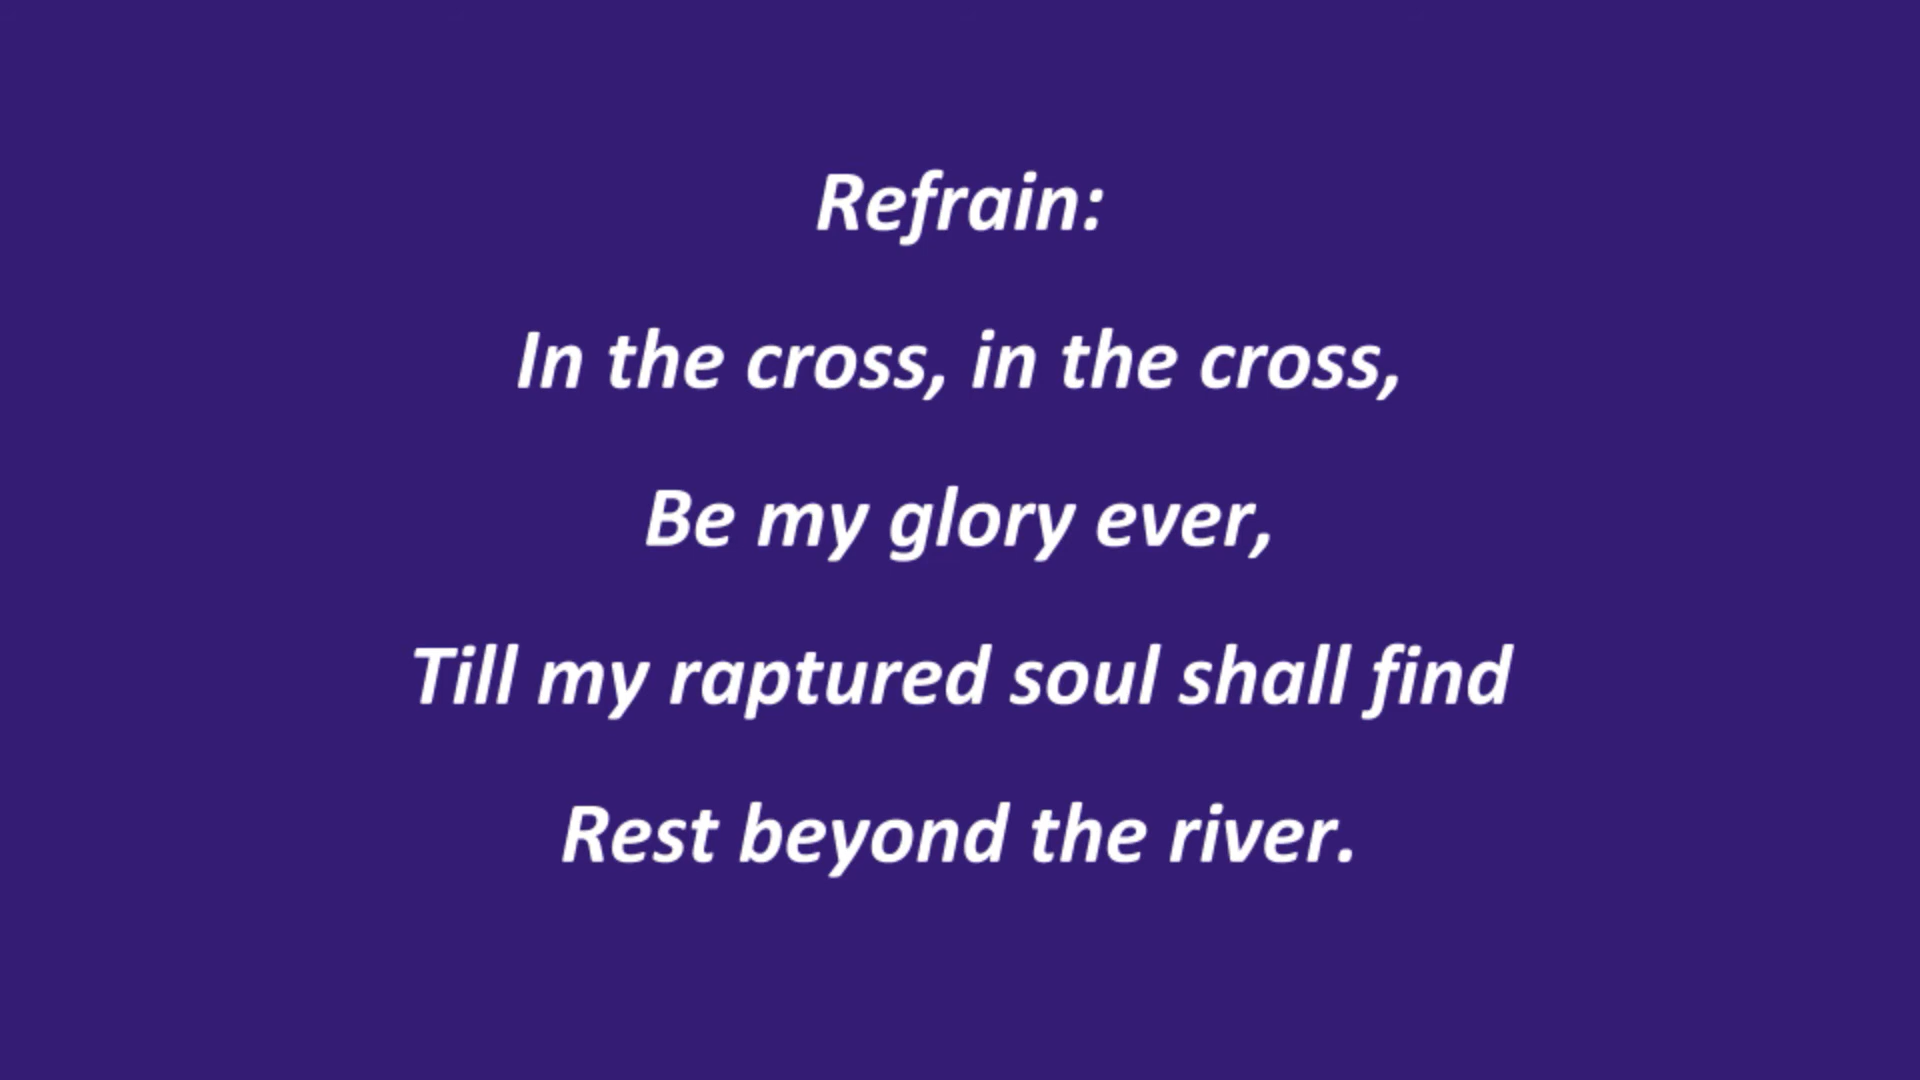 Refrain:
In the cross, in the cross,
Be my glory ever,
Till my raptured soul shall find
Rest beyond the river.